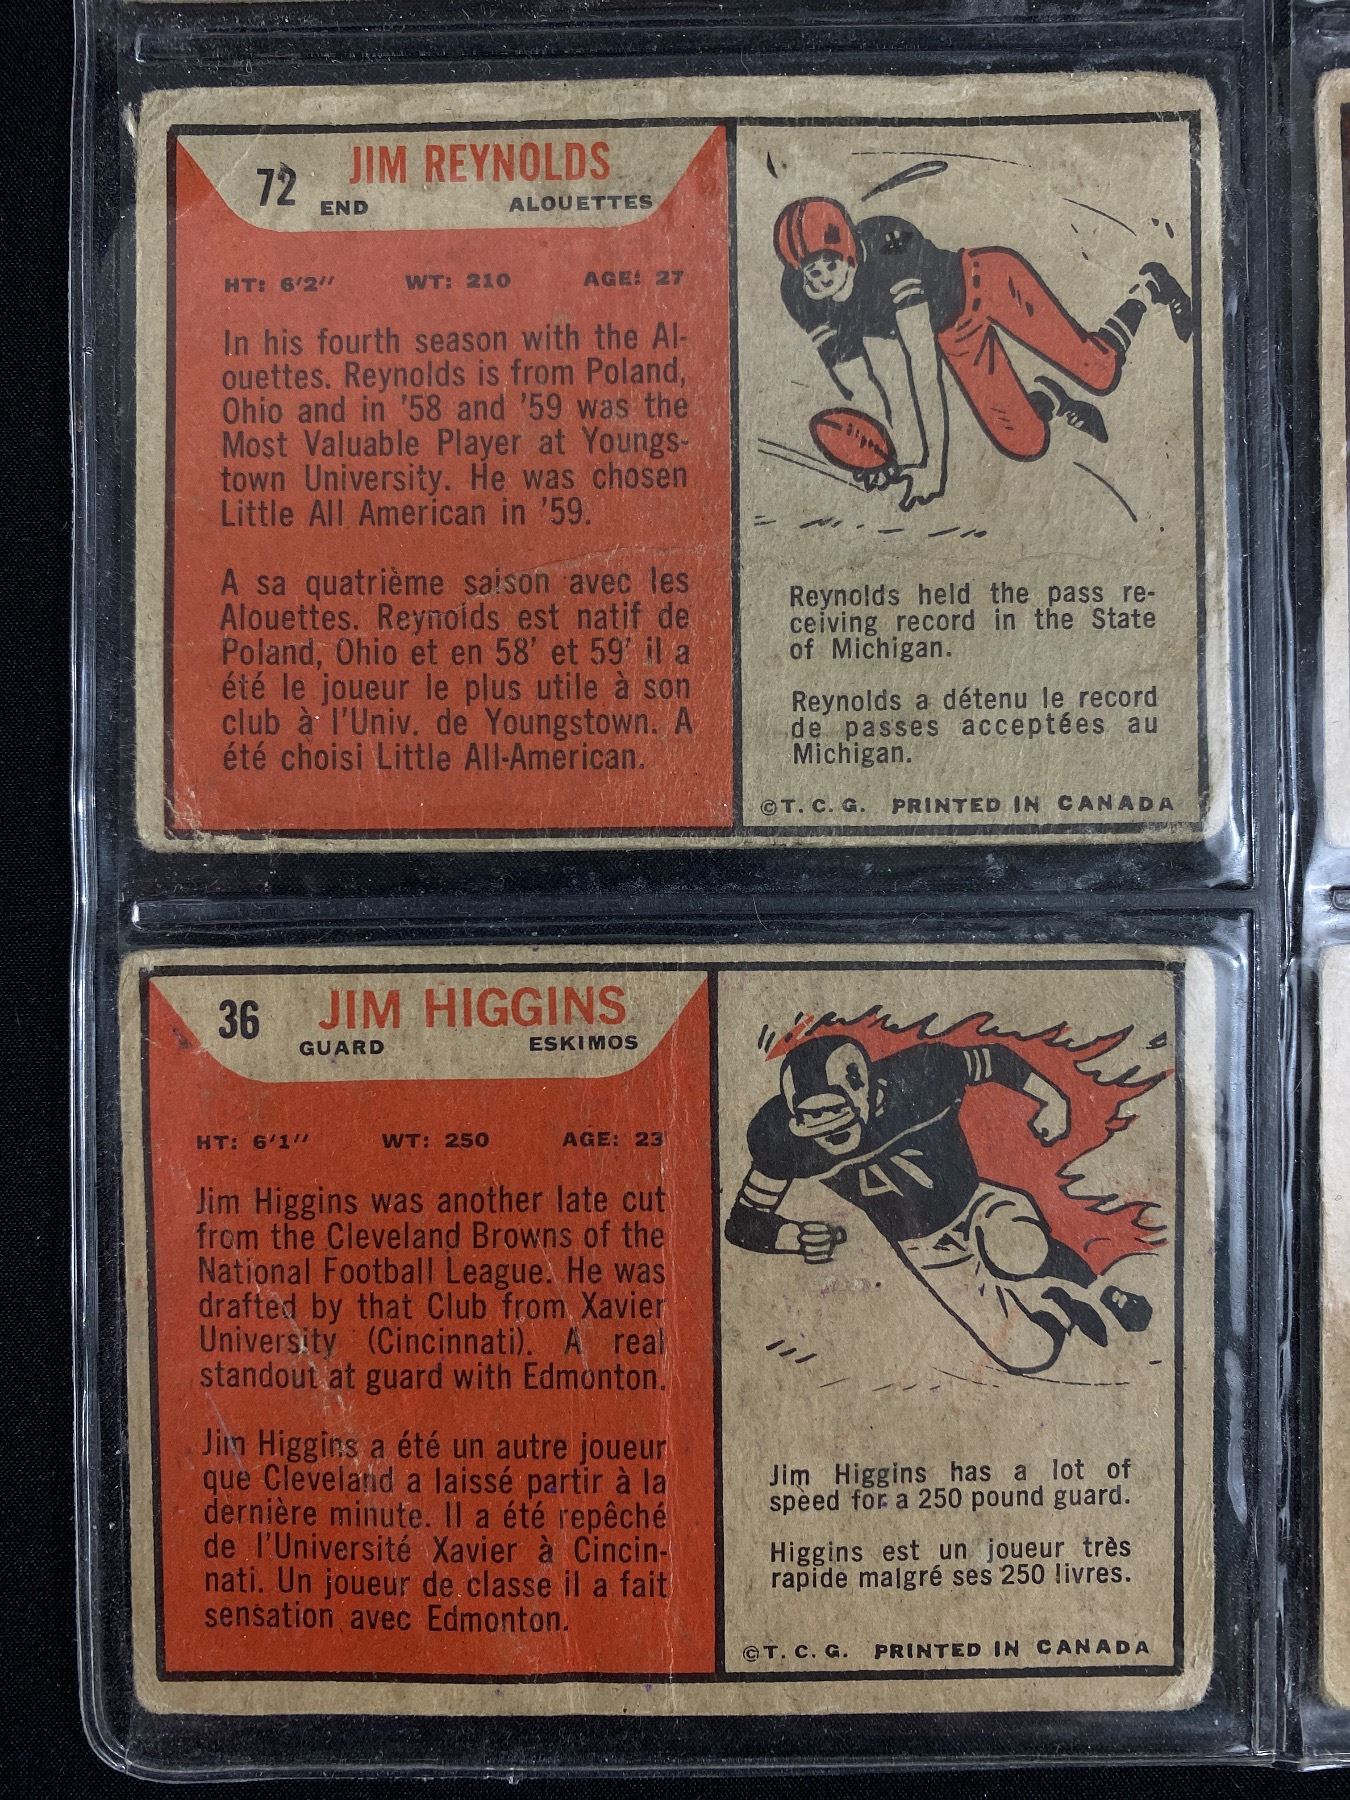 72
JIM REYNOLDS
END
ALOUETTES
HT: 6'2"
WT: 210
AGE: 27
In his fourth season with the Al-
ouettes. Reynolds is from Poland,
Ohio and in '58 and '59 was the
Most Valuable Player at Youngs-
town University. He was chosen
Little All American in '59.
A sa quatrième saison avec les
Alouettes. Reynolds est natif de
Poland, Ohio et en 58' et 59' il a
été le joueur le plus utile à son
club à l'Univ. de Youngstown. A
été choisi Little All-American.
Reynolds held the pass re-
ceiving record in the State
of Michigan.
Reynolds a détenu le record
de passes acceptées au
Michigan.
© T. C. G. PRINTED IN CANADA
36
JIM HIGGINS
GUARD
ESKIMOS
HT: 6'1"
WT: 250
AGE: 23
Jim Higgins was another late cut
from the Cleveland Browns of the
National Football League. He was
drafted by that Club from Xavier
University (Cincinnati). A real
standout at guard with Edmonton.
Jim Higgins a été un autre joueur
que Cleveland a laissé partir à la
dernière minute. Il a été repêché
de l'Université Xavier à Cincin-
nati. Un joueur de classe il a fait
sensation avec Edmonton.
Jim Higgins has a lot of
speed for a 250 pound guard.
Higgins est un joueur très
rapide malgré ses 250 livres.
© T. C. G. PRINTED IN CANADA